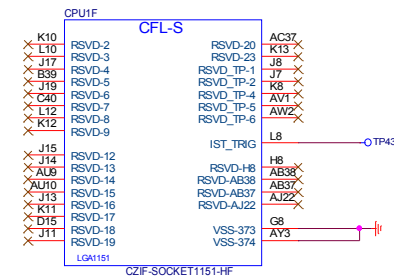 CPU1F
CFL-S
K10 RSVD-2 RSVD-20 AC37
L10 RSVD-3 RSVD-23 K13
J17 RSVD-4 RSVD_TP-1 J8
B39 RSVD-5 RSVD_TP-2 J7
J19 RSVD-6 RSVD_TP-4 K8
C40 RSVD-7 RSVD_TP-5 AV1
L12 RSVD-8 RSVD_TP-6 AW2
K12 RSVD-9
IST_TRIG L8 TP43
J15 RSVD-12
J14 RSVD-13 RSVD-H8 H8
AU9 RSVD-14 RSVD-AB38 AB38
AU10 RSVD-15 RSVD-AB37 AB37
J13 RSVD-16 RSVD-AJ22 AJ22
K11 RSVD-17
D15 RSVD-18 VSS-373 G8
J11 RSVD-19 VSS-374 AY3
LGA1151
CZIF-SOCKET1151-HF